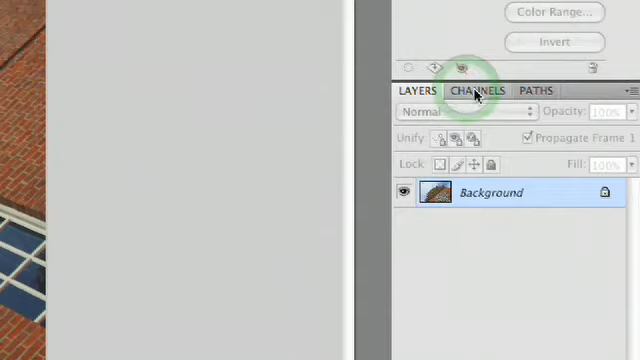 Color Range...
Invert
LAYERS CHANNELS PATHS
Normal Opacity: 100%
Unify: Propagate Frame 1
Lock: Fill: 100%
Background